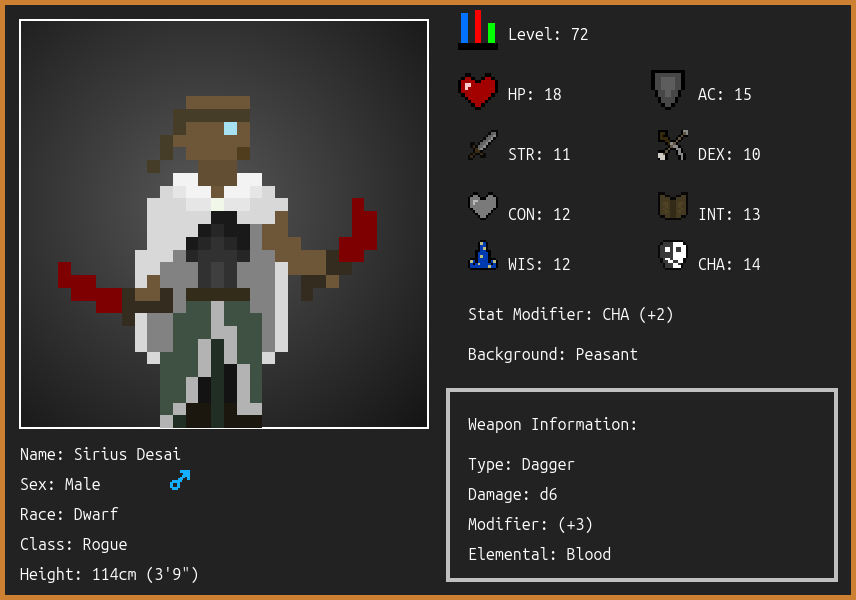 Level: 72
HP: 18
AC: 15
STR: 11
DEX: 10
CON: 12
INT: 13
WIS: 12
CHA: 14
Stat Modifier: CHA (+2)
Background: Peasant
Weapon Information:
Type: Dagger
Damage: d6
Modifier: (+3)
Elemental: Blood
Name: Sirius Desai
Sex: Male
Race: Dwarf
Class: Rogue
Height: 114cm (3'9")